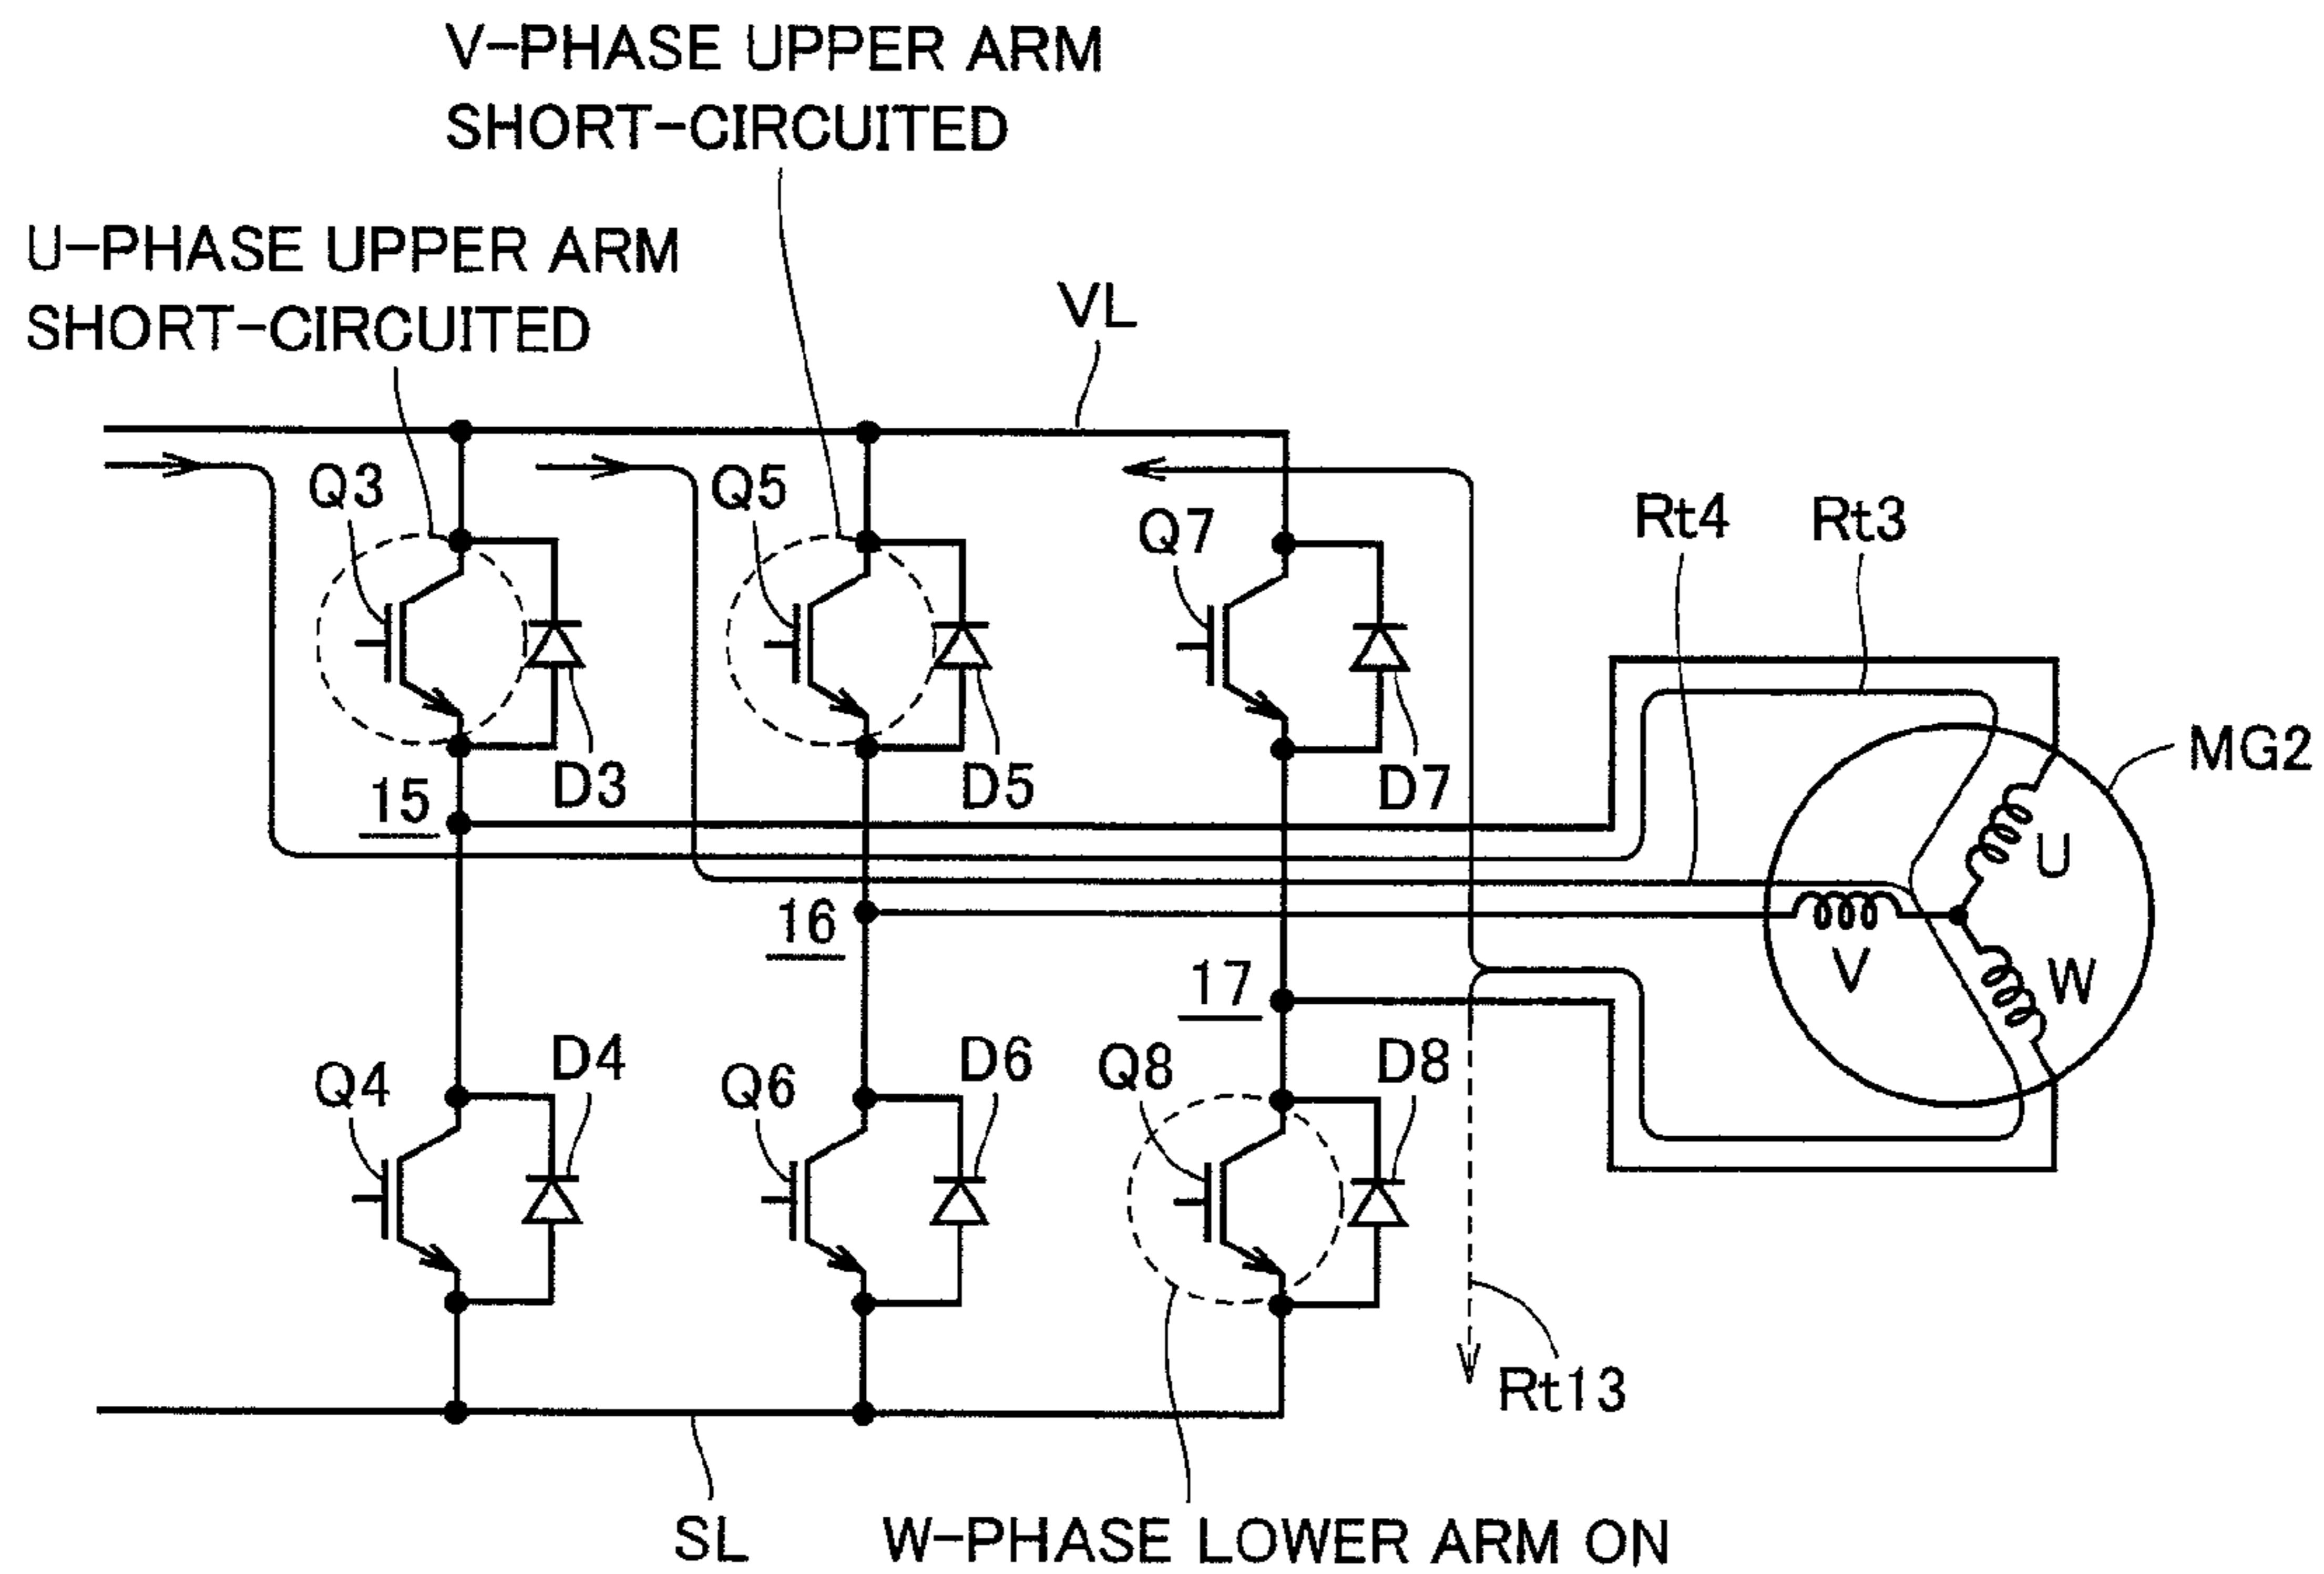 V-PHASE UPPER ARM
SHORT-CIRCUITED
U-PHASE UPPER ARM
SHORT-CIRCUITED
VL
Q3
Q5
Q7
Rt4
Rt3
MG2
D3
D5
D7
15
U
16
V
W
17
Q4
D4
Q6
D6
Q8
D8
Rt13
SL
W-PHASE LOWER ARM ON